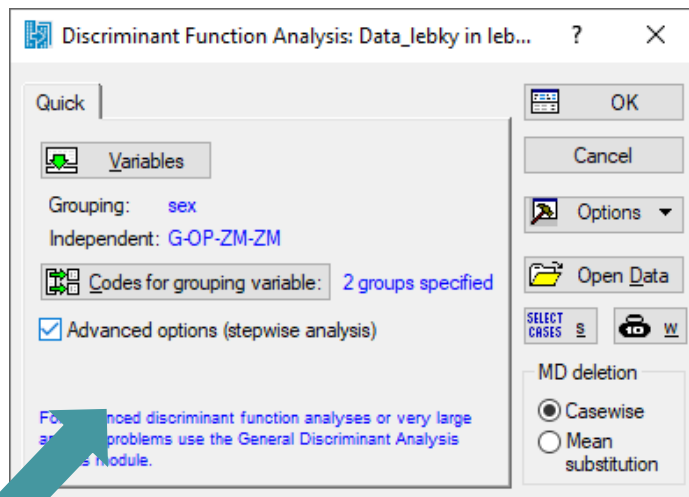 Discriminant Function Analysis: Data_lebky in leb...
Quick
Variables
Grouping: sex
Independent: G-OP-ZM-ZM
Codes for grouping variable: 2 groups specified
Advanced options (stepwise analysis)
discriminant function analyses or very large
problems use the General Discriminant Analysis
module.
OK
Cancel
Options
Open Data
SELECT
CASES S
W
MD deletion
Casewise
Mean
substitution